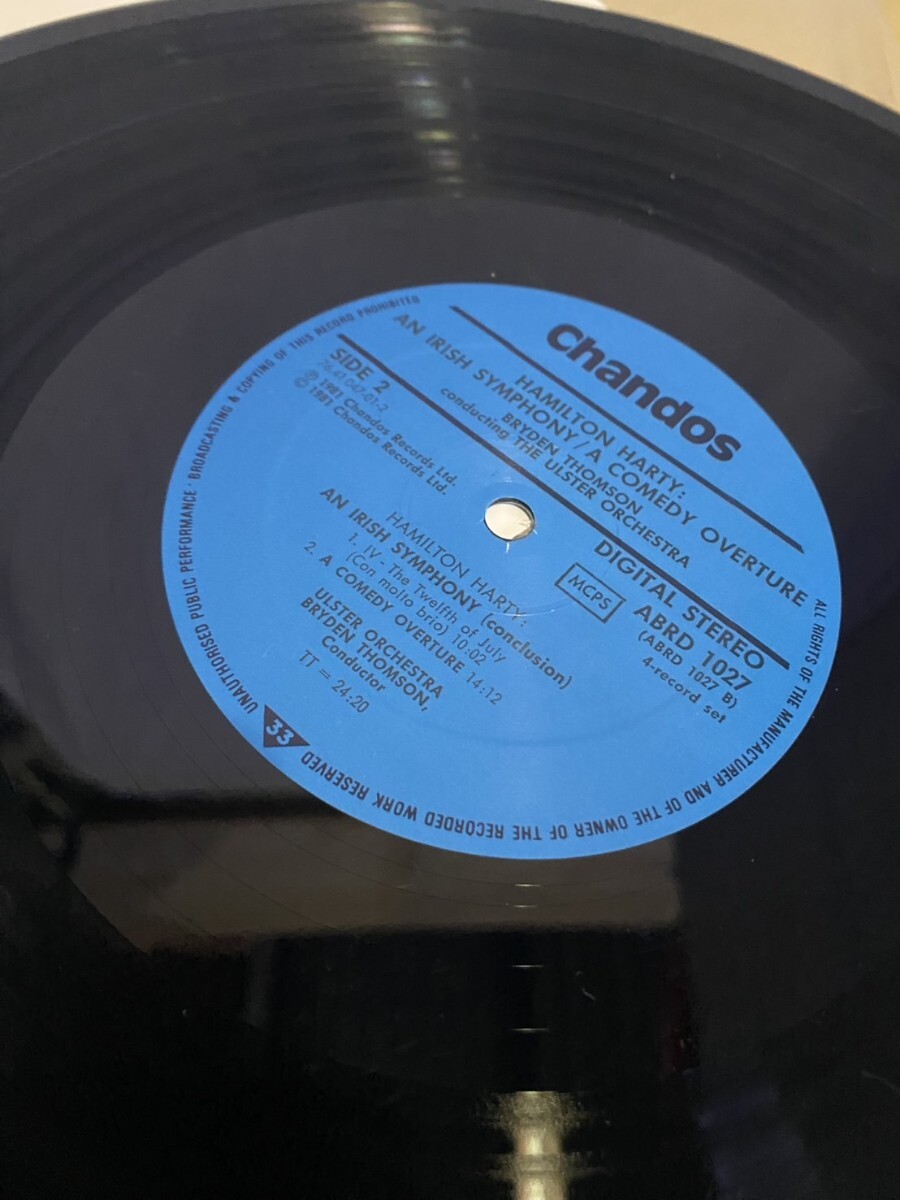 Chandos
HAMILTON HARTY:
AN IRISH SYMPHONY/A COMEDY OVERTURE
BRYDEN THOMSON
conducting THE ULSTER ORCHESTRA
SIDE 2
DIGITAL STEREO
℗ 1981 Chandos Records Ltd.
© 1981 Chandos Records Ltd.
MCPS
ABRD 1027
(ABRD 1027 B)
4-record set
HAMILTON HARTY:
AN IRISH SYMPHONY (conclusion)
1. IV - The Twelfth of July
(Con molto brio) 10:02
2. A COMEDY OVERTURE 14:12
ULSTER ORCHESTRA
BRYDEN THOMSON,
Conductor
TT = 24:20
33
ALL RIGHTS OF THE MANUFACTURER AND OF THE OWNER OF THE RECORDED WORK RESERVED
UNAUTHORISED PUBLIC PERFORMANCE · BROADCASTING & COPYING OF THIS RECORD PROHIBITED